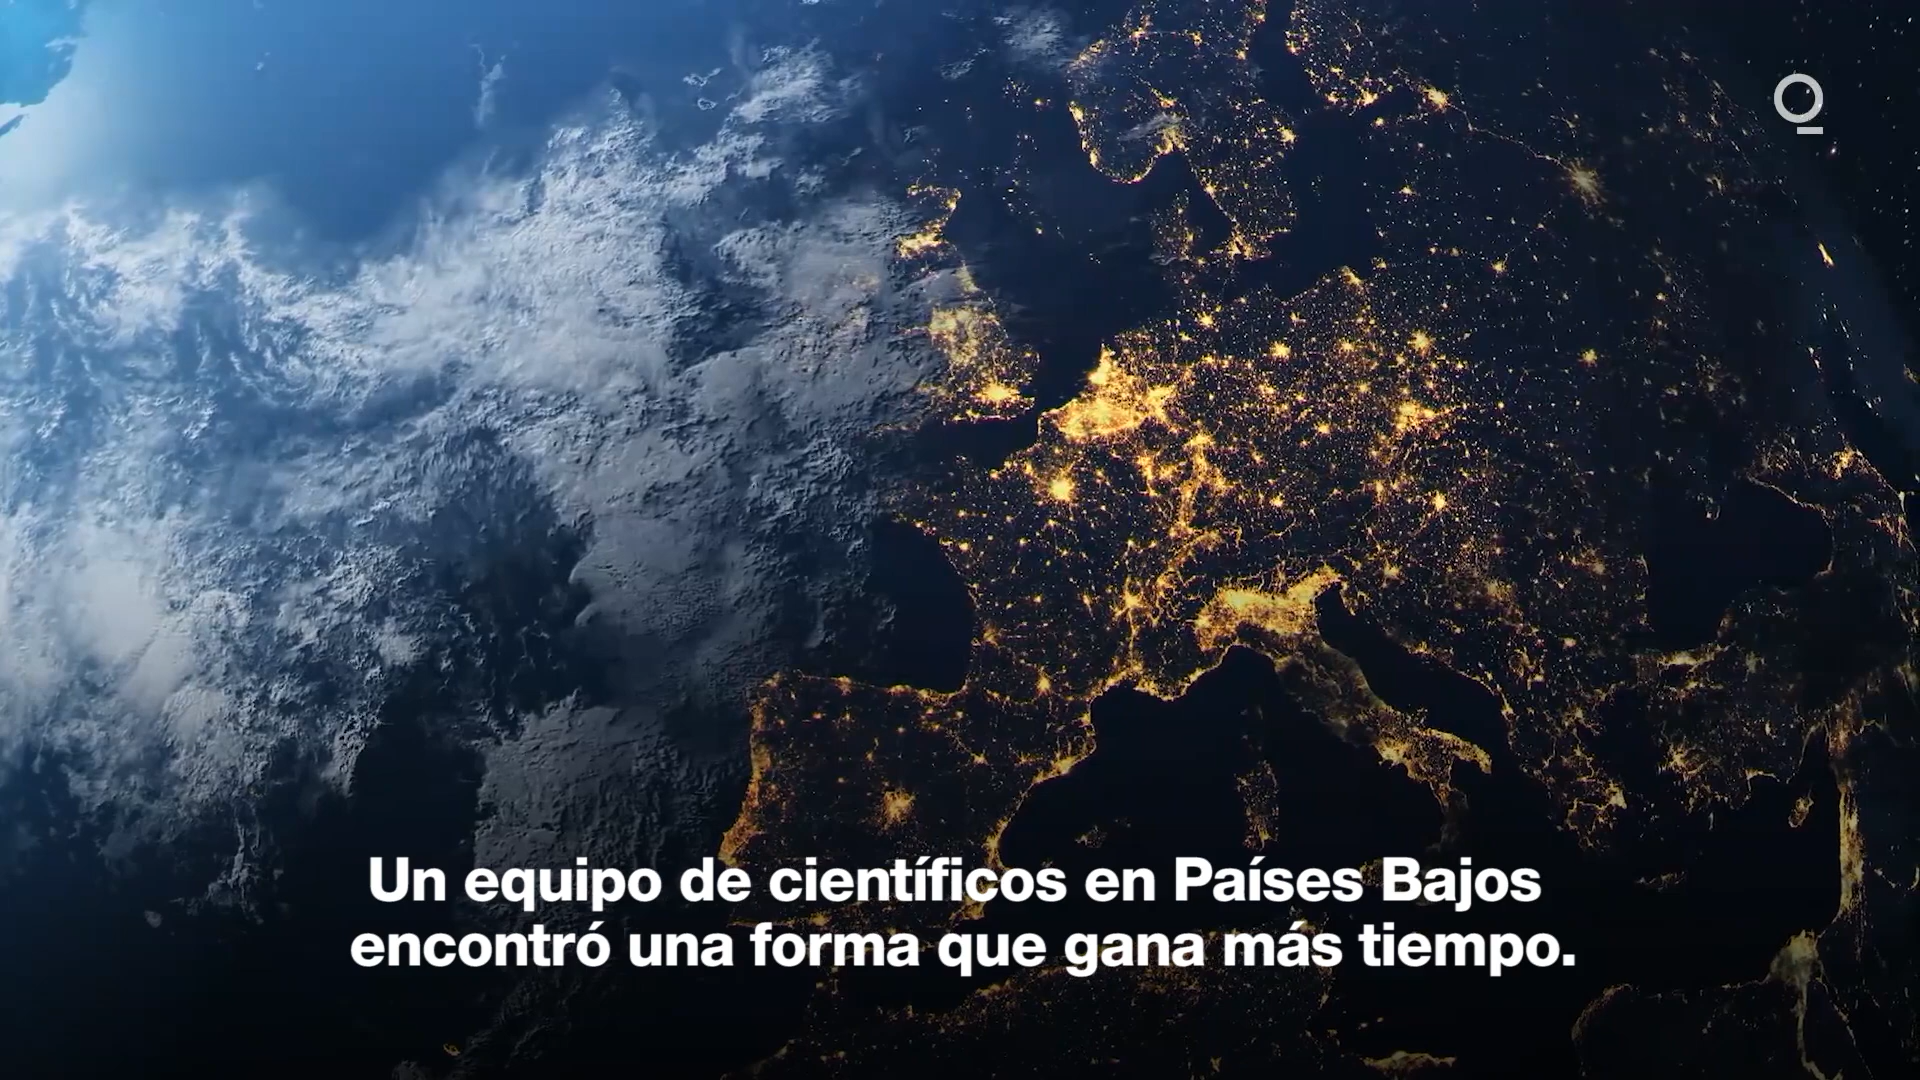 Un equipo de científicos en Países Bajos
encontró una forma que gana más tiempo.